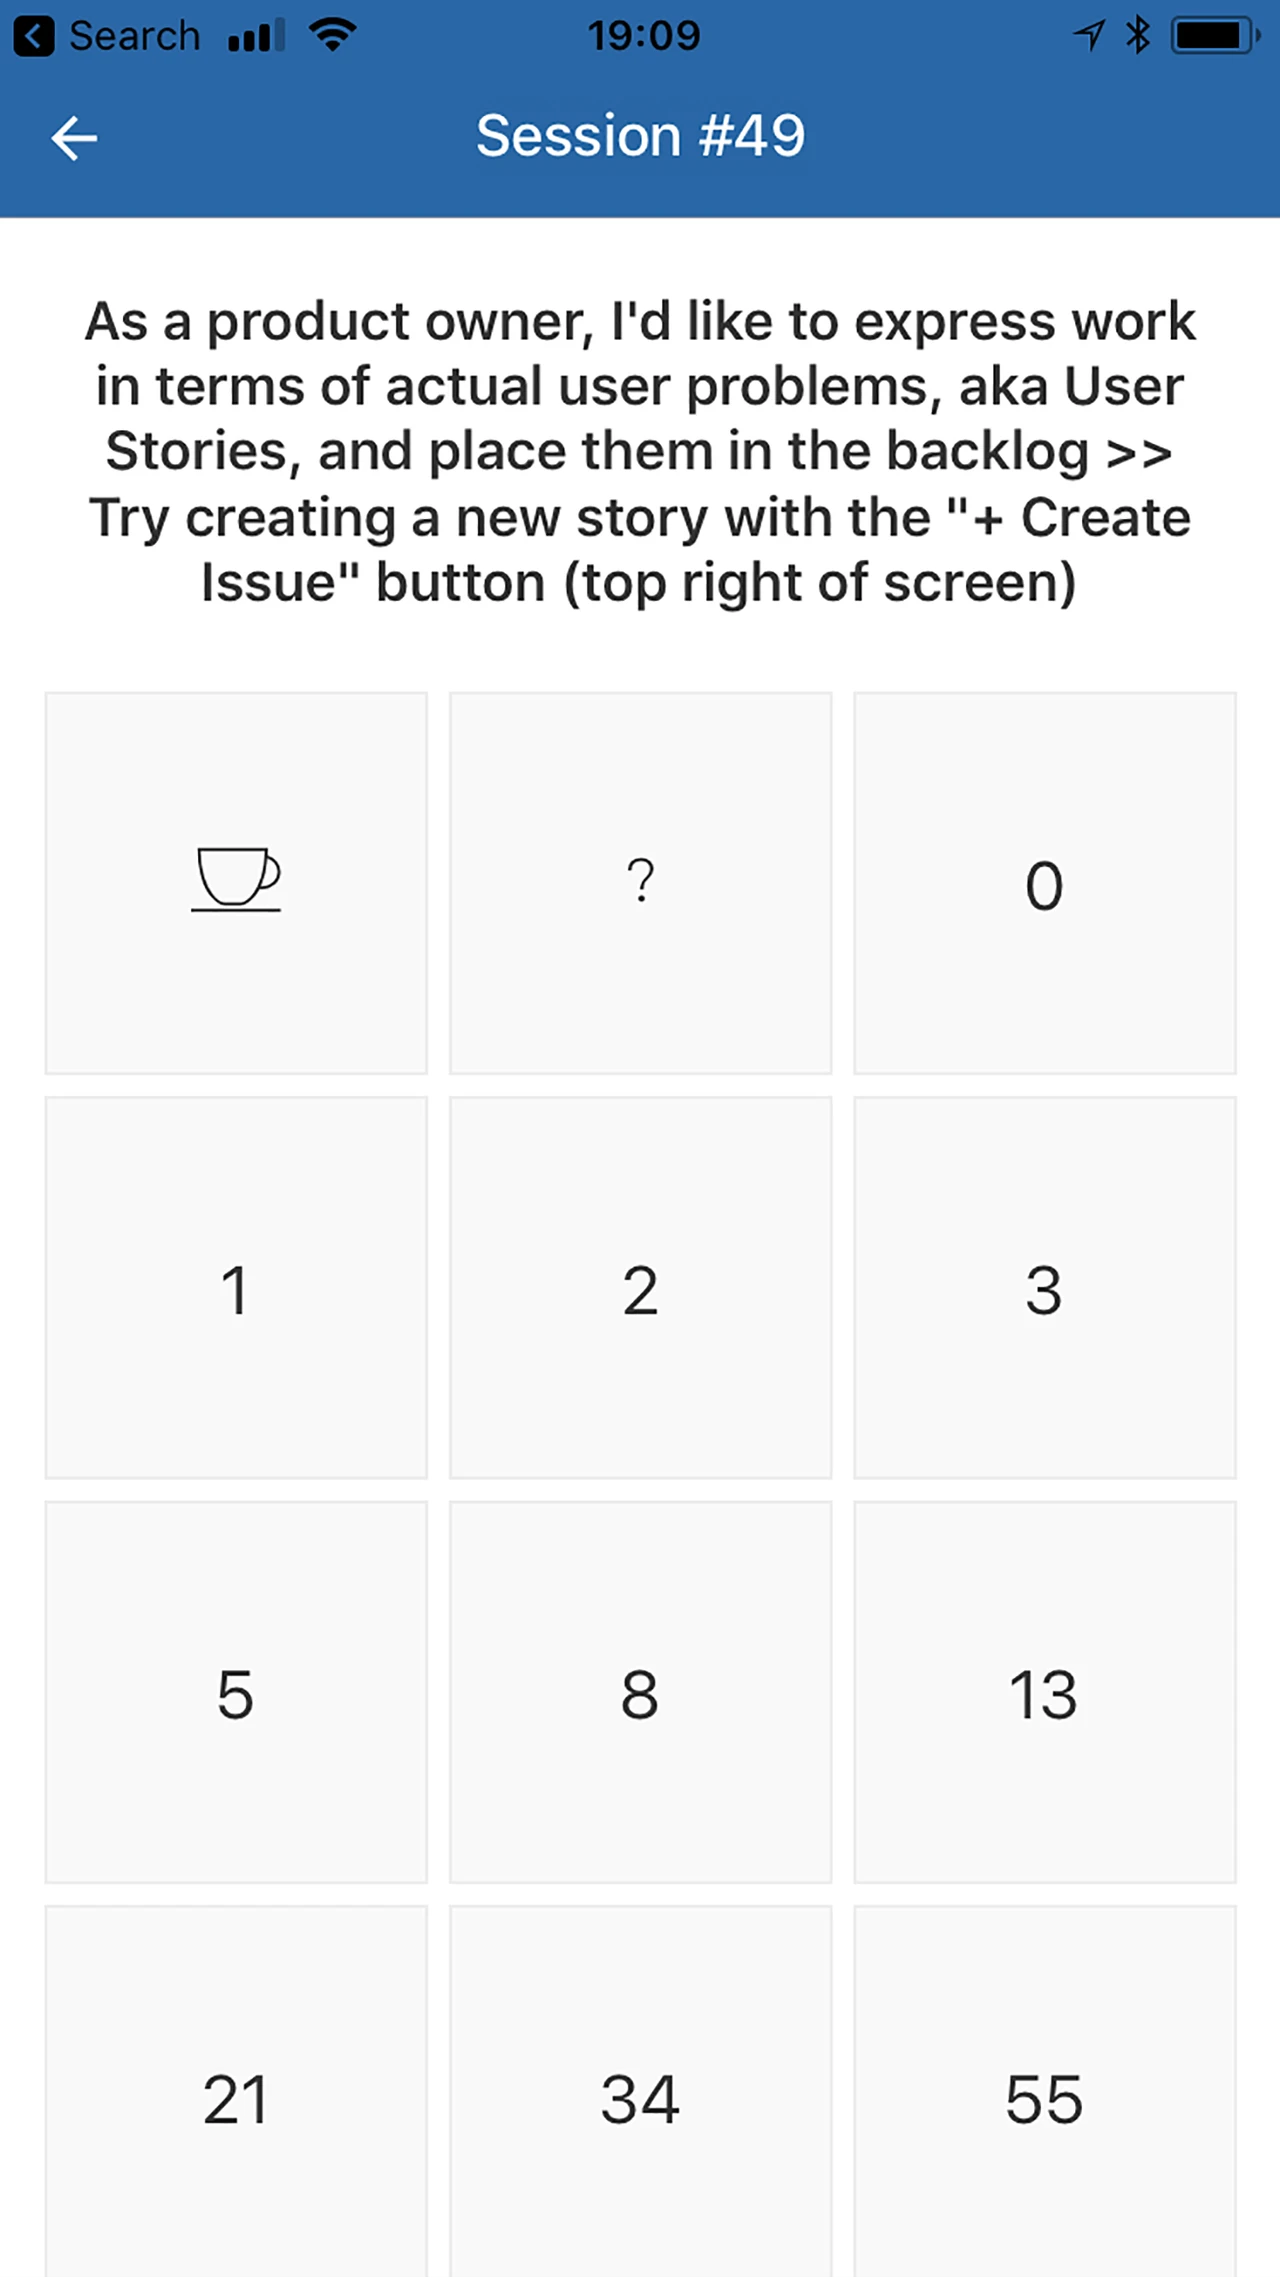 Search 19:09
Session #49
As a product owner, I'd like to express work
in terms of actual user problems, aka User
Stories, and place them in the backlog >>
Try creating a new story with the "+ Create
Issue" button (top right of screen)
? 0
1 2 3
5 8 13
21 34 55